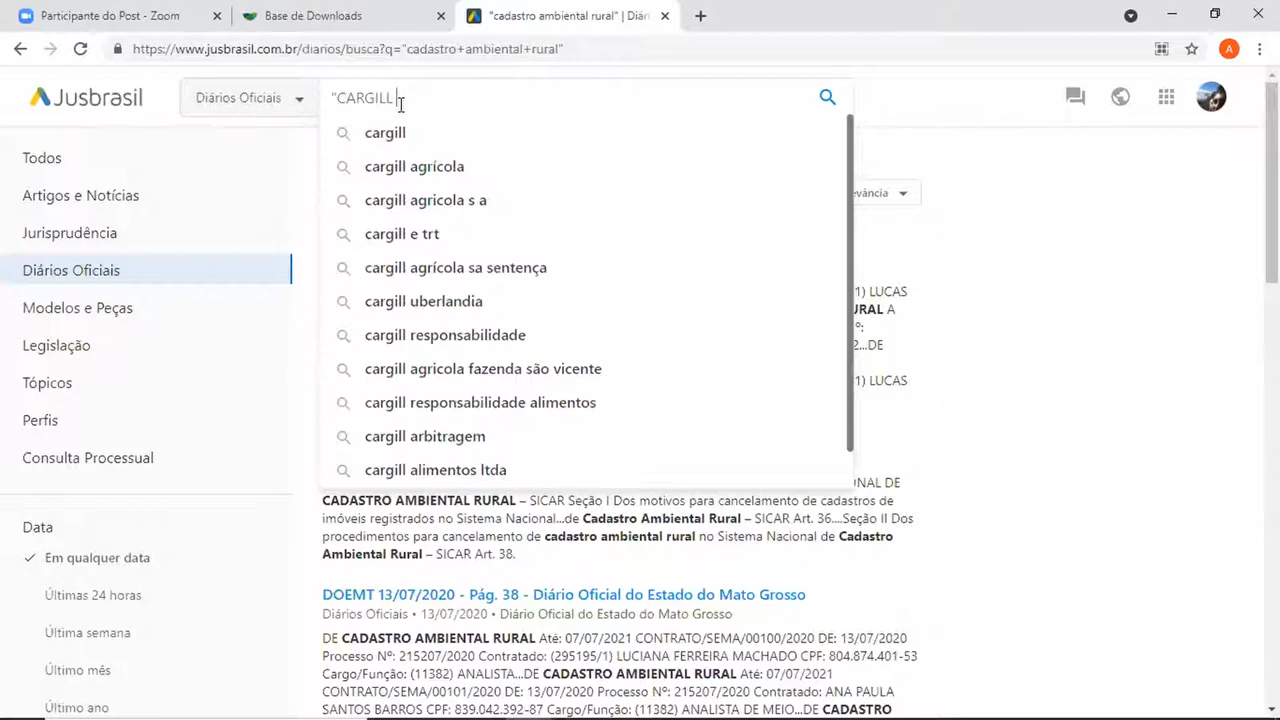 Participante do Post - Zoom
Base de Downloads
"cadastro ambiental rural" | Diár
https://www.jusbrasil.com.br/diarios/busca?q="cadastro+ambiental+rural"
A
Jusbrasil
Diários Oficiais
"CARGILL
cargill
cargill agrícola
cargill agricola s a
cargill e trt
cargill agrícola sa sentença
cargill uberlandia
cargill responsabilidade
cargill agricola fazenda são vicente
cargill responsabilidade alimentos
cargill arbitragem
cargill alimentos ltda
Todos
Artigos e Notícias
Jurisprudência
Diários Oficiais
Modelos e Peças
Legislação
Tópicos
Perfis
Consulta Processual
Data
Em qualquer data
Últimas 24 horas
Última semana
Último mês
Último ano
evância
1) LUCAS
URAL A
º:
2...DE
1) LUCAS
ONAL DE
CADASTRO AMBIENTAL RURAL – SICAR Seção I Dos motivos para cancelamento de cadastros de
imóveis registrados no Sistema Nacional...de Cadastro Ambiental Rural – SICAR Art. 36....Seção II Dos
procedimentos para cancelamento de cadastro ambiental rural no Sistema Nacional de Cadastro
Ambiental Rural – SICAR Art. 38.
DOEMT 13/07/2020 - Pág. 38 - Diário Oficial do Estado do Mato Grosso
Diários Oficiais • 13/07/2020 • Diário Oficial do Estado do Mato Grosso
DE CADASTRO AMBIENTAL RURAL Até: 07/07/2021 CONTRATO/SEMA/00100/2020 DE: 13/07/2020
Processo Nº: 215207/2020 Contratado: (295195/1) LUCIANA FERREIRA MACHADO CPF: 804.874.401-53
Cargo/Função: (11382) ANALISTA...DE CADASTRO AMBIENTAL RURAL Até: 07/07/2021
CONTRATO/SEMA/00101/2020 DE: 13/07/2020 Processo Nº: 215207/2020 Contratado: ANA PAULA
SANTOS BARROS CPF: 839.042.392-87 Cargo/Função: (11382) ANALISTA DE MEIO...DE CADASTRO